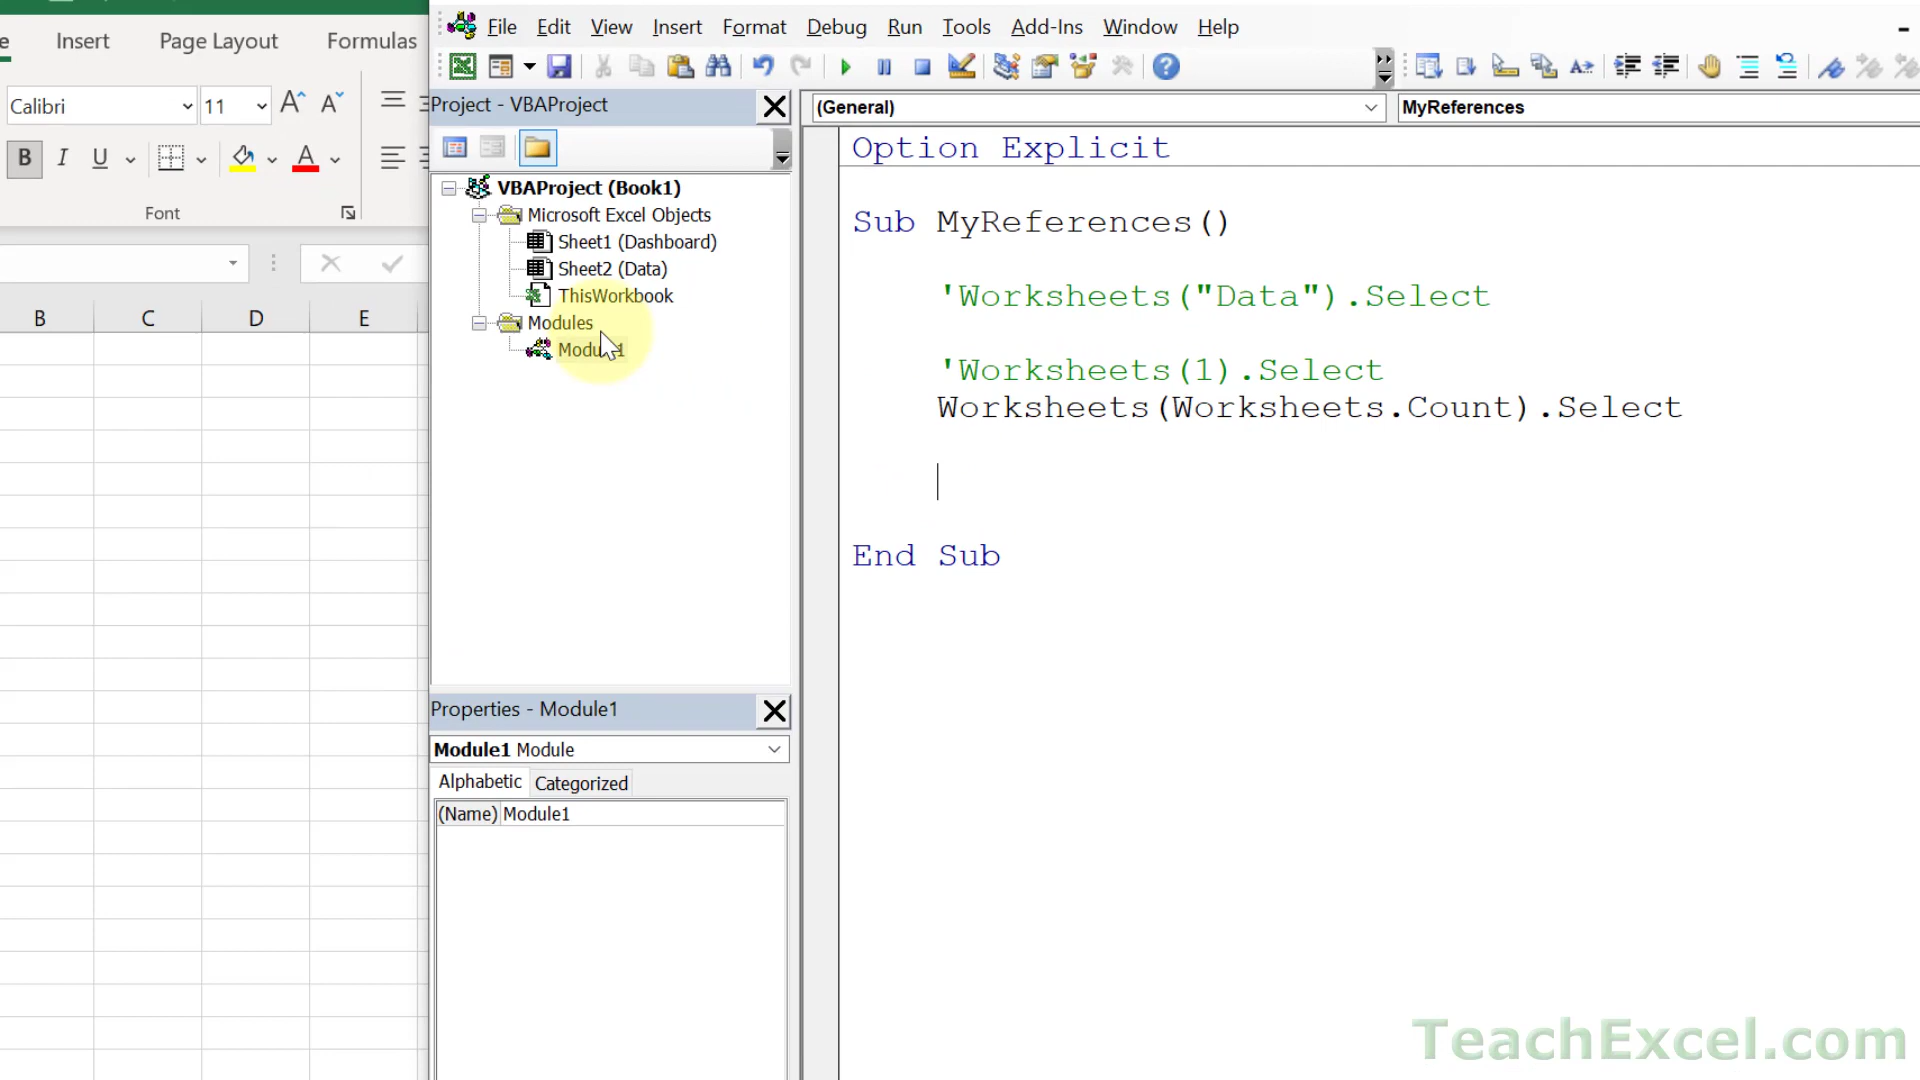 Insert Page Layout Formulas
Calibri 11
B I U
Font
B C D E
File Edit View Insert Format Debug Run Tools Add-Ins Window Help
Project - VBAProject
VBAProject (Book1)
Microsoft Excel Objects
Sheet1 (Dashboard)
Sheet2 (Data)
ThisWorkbook
Modules
Module1
Properties - Module1
Module1 Module
Alphabetic Categorized
(Name) Module1
(General) MyReferences
Option Explicit
Sub MyReferences()
'Worksheets("Data").Select
'Worksheets(1).Select
Worksheets(Worksheets.Count).Select
End Sub
TeachExcel.com